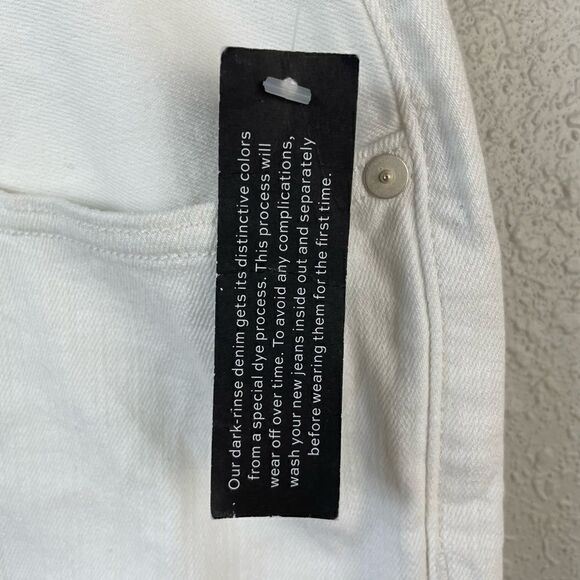 Our dark-rinse denim gets its distinctive colors
from a special dye process. This process will
wear off over time. To avoid any complications,
wash your new jeans inside out and separately
before wearing them for the first time.